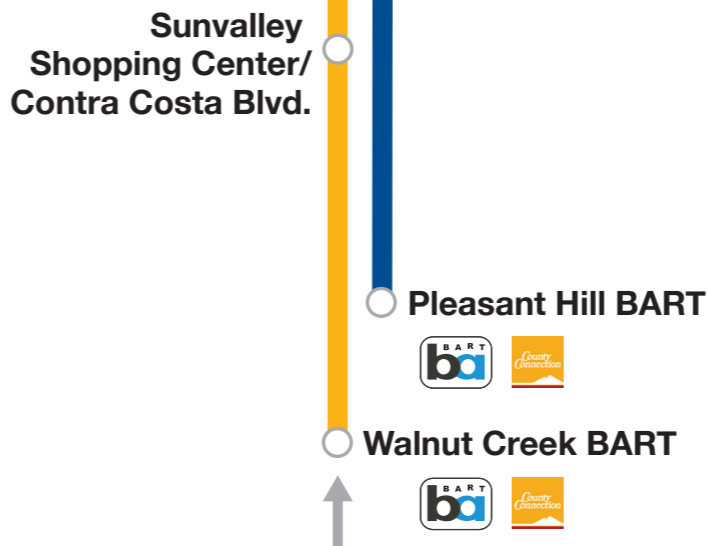 Sunvalley
Shopping Center/
Contra Costa Blvd.
Pleasant Hill BART
BART
ba
County
Connection
Walnut Creek BART
BART
ba
County
Connection